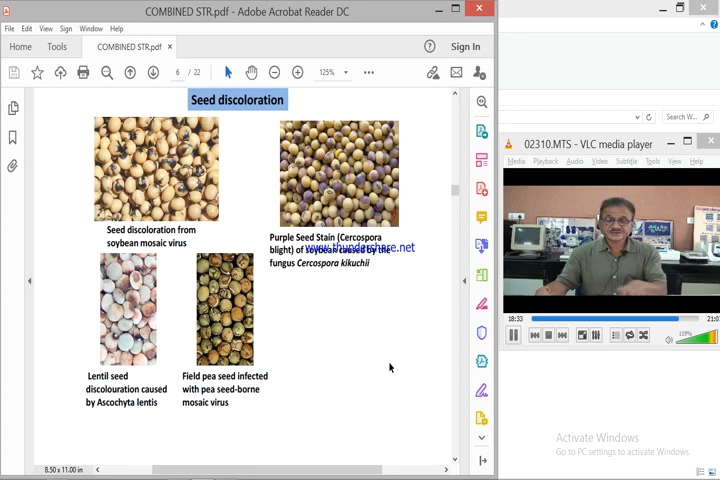 COMBINED STR.pdf - Adobe Acrobat Reader DC
File Edit View Sign Window Help
Home Tools COMBINED STR.pdf × Sign In
6 / 22 125%
Seed discoloration
Seed discoloration from
soybean mosaic virus
Purple Seed Stain (Cercospora
blight) of soybean caused by the
fungus Cercospora kikuchii
www.thundershare.net
Lentil seed
discolouration caused
by Ascochyta lentis
Field pea seed infected
with pea seed-borne
mosaic virus
8.50 x 11.00 in
Search W...
02310.MTS - VLC media player
Media Playback Audio Video Subtitle Tools View Help
18:33
119%
Activate Windows
Go to PC settings to activate Windows.